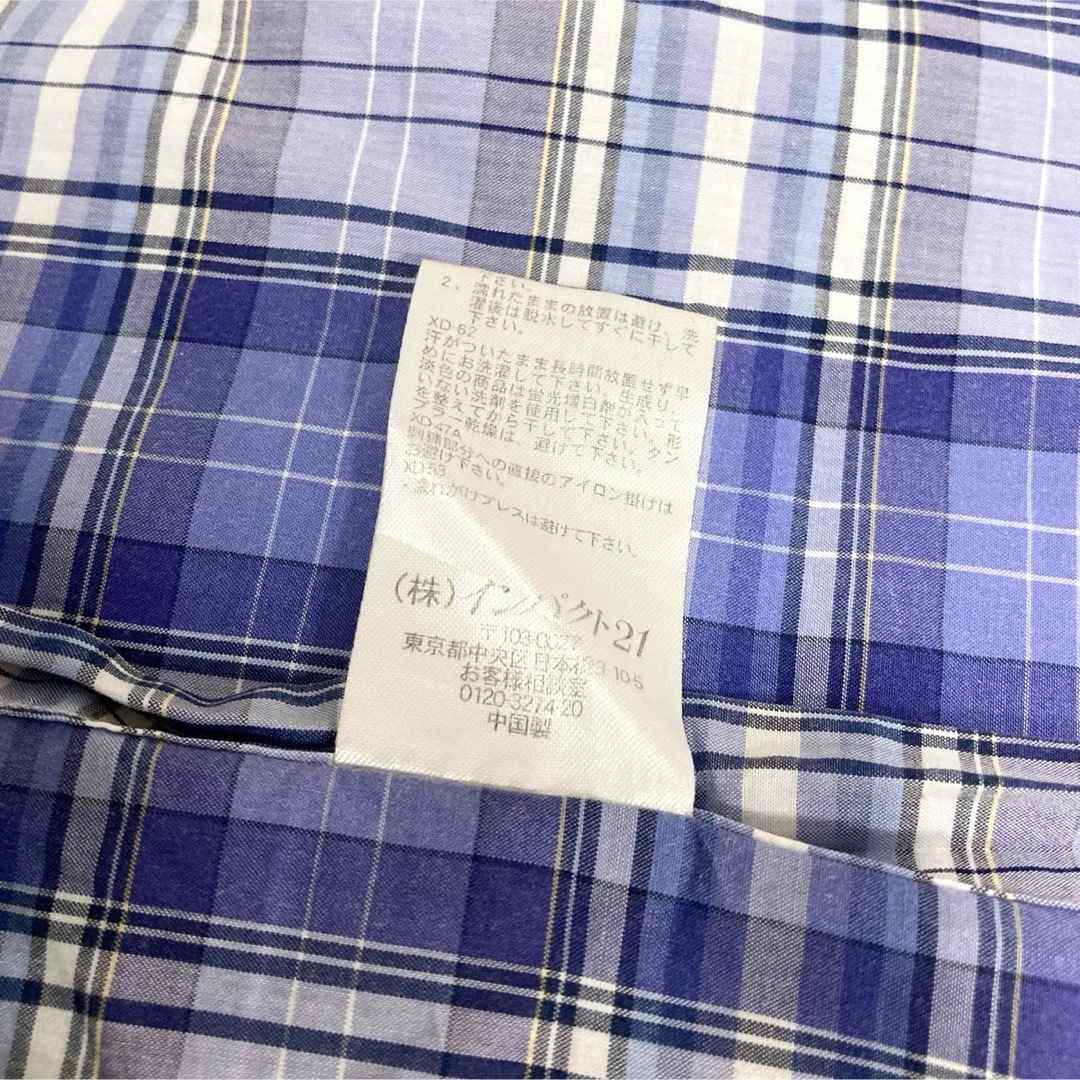 下さい。
2、濡れたままの放置は避け、洗
濯後は脱水してすぐに干して
下さい。
XD-62
汗がついたまま長時間放置せず早
めにお洗濯して下さい。生成り、
淡色の商品は蛍光増白剤が入って
いない洗剤を使用して下さい。形
を整えてから干して下さい。タン
ブラー乾燥は、避けて下さい。
XD-47A
刺繍部分への直接のアイロン掛けは
お避け下さい。
XD-53
・濡れがけプレスは避けて下さい。
(株)インパクト21
〒103-0027
東京都中央区日本橋3-10-5
お客様相談室
0120-3274-20
中国製